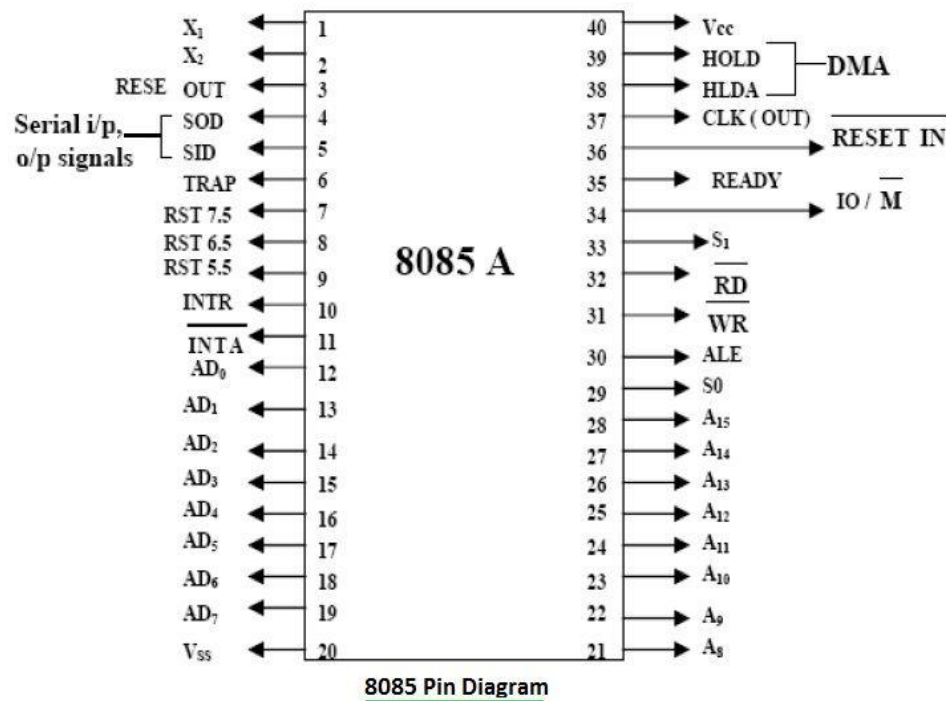 X₁ 1 40 Vcc
X₂ 2 39 HOLD
DMA
RESE OUT 3 38 HLDA
Serial i/p,
o/p signals
SOD 4 37 CLK ( OUT)
SID 5 36 RESET IN
TRAP 6 35 READY
RST 7.5 7 34 IO / M
RST 6.5 8 33 S₁
RST 5.5 9 32 RD
8085 A
INTR 10 31 WR
INTA 11 30 ALE
AD₀ 12 29 S0
AD₁ 13 28 A₁₅
AD₂ 14 27 A₁₄
AD₃ 15 26 A₁₃
AD₄ 16 25 A₁₂
AD₅ 17 24 A₁₁
AD₆ 18 23 A₁₀
AD₇ 19 22 A₉
Vss 20 21 A₈
8085 Pin Diagram